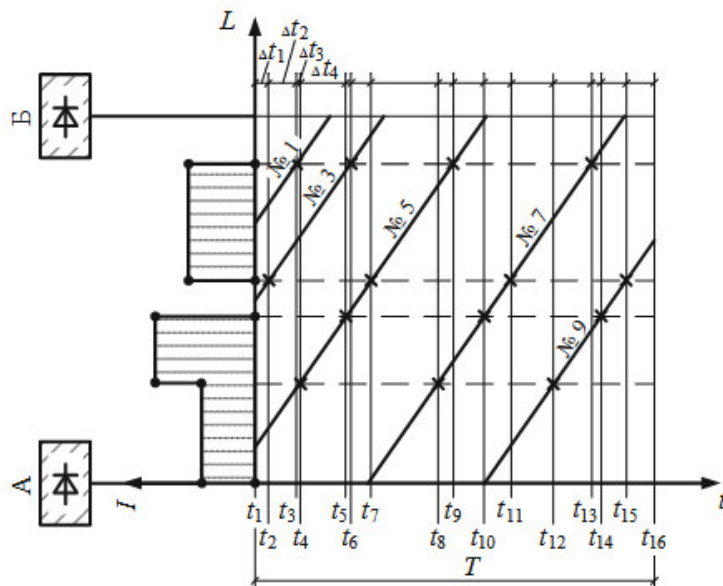 L
Δt₁
Δt₂
Δt₃
Δt₄
Б
№ 1
№ 3
№ 5
№ 7
№ 9
А
I
t
t₁
t₂
t₃
t₄
t₅
t₆
t₇
t₈
t₉
t₁₀
t₁₁
t₁₂
t₁₃
t₁₄
t₁₅
t₁₆
T